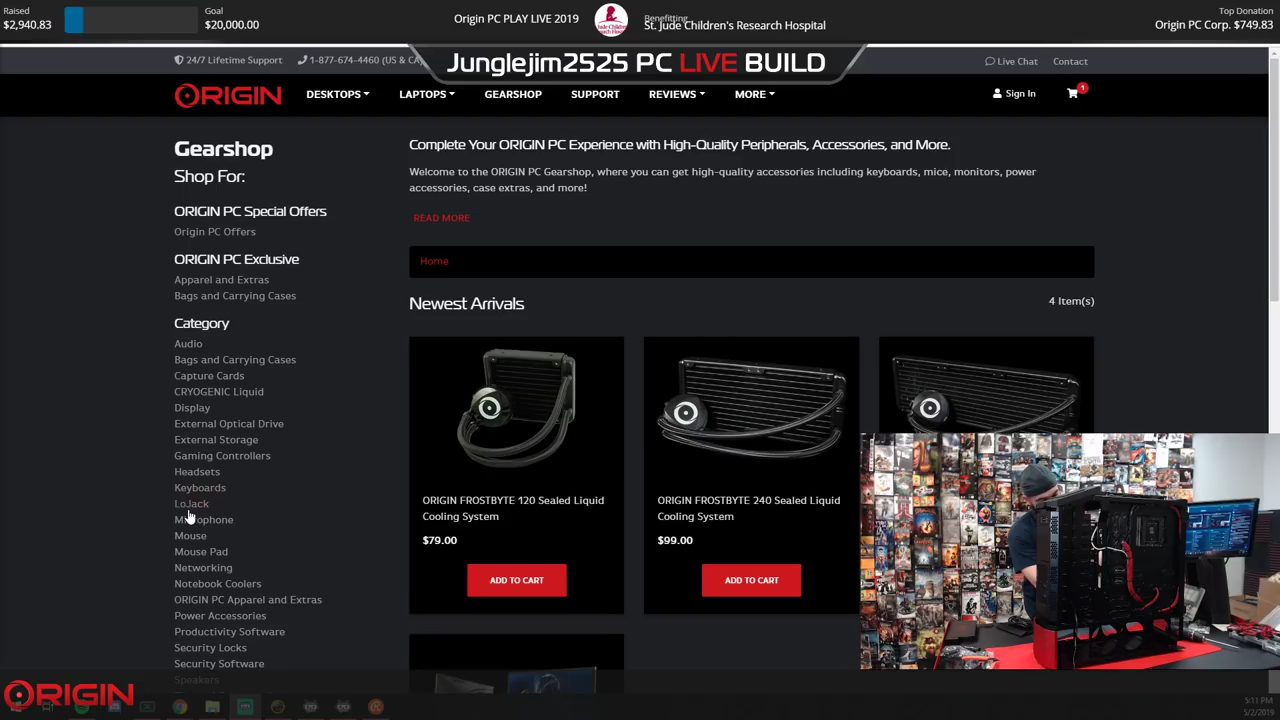 Raised
$2,940.83
Goal
$20,000.00
Origin PC PLAY LIVE 2019
Benefitting
St. Jude Children's Research Hospital
Top Donation
Origin PC Corp. $749.83
24/7 Lifetime Support
1-877-674-4460 (US & CA)
Junglejim2525 PC LIVE BUILD
Live Chat
Contact
ORIGIN
DESKTOPS
LAPTOPS
GEARSHOP
SUPPORT
REVIEWS
MORE
Sign In
1
Gearshop
Shop For:
ORIGIN PC Special Offers
Origin PC Offers
ORIGIN PC Exclusive
Apparel and Extras
Bags and Carrying Cases
Category
Audio
Bags and Carrying Cases
Capture Cards
CRYOGENIC Liquid
Display
External Optical Drive
External Storage
Gaming Controllers
Headsets
Keyboards
LoJack
Microphone
Mouse
Mouse Pad
Networking
Notebook Coolers
ORIGIN PC Apparel and Extras
Power Accessories
Productivity Software
Security Locks
Security Software
Speakers
Complete Your ORIGIN PC Experience with High-Quality Peripherals, Accessories, and More.
Welcome to the ORIGIN PC Gearshop, where you can get high-quality accessories including keyboards, mice, monitors, power
accessories, case extras, and more!
READ MORE
Home
Newest Arrivals
4 Item(s)
ORIGIN FROSTBYTE 120 Sealed Liquid
Cooling System
$79.00
ADD TO CART
ORIGIN FROSTBYTE 240 Sealed Liquid
Cooling System
$99.00
ADD TO CART
ORIGIN
5:11 PM
5/2/2019